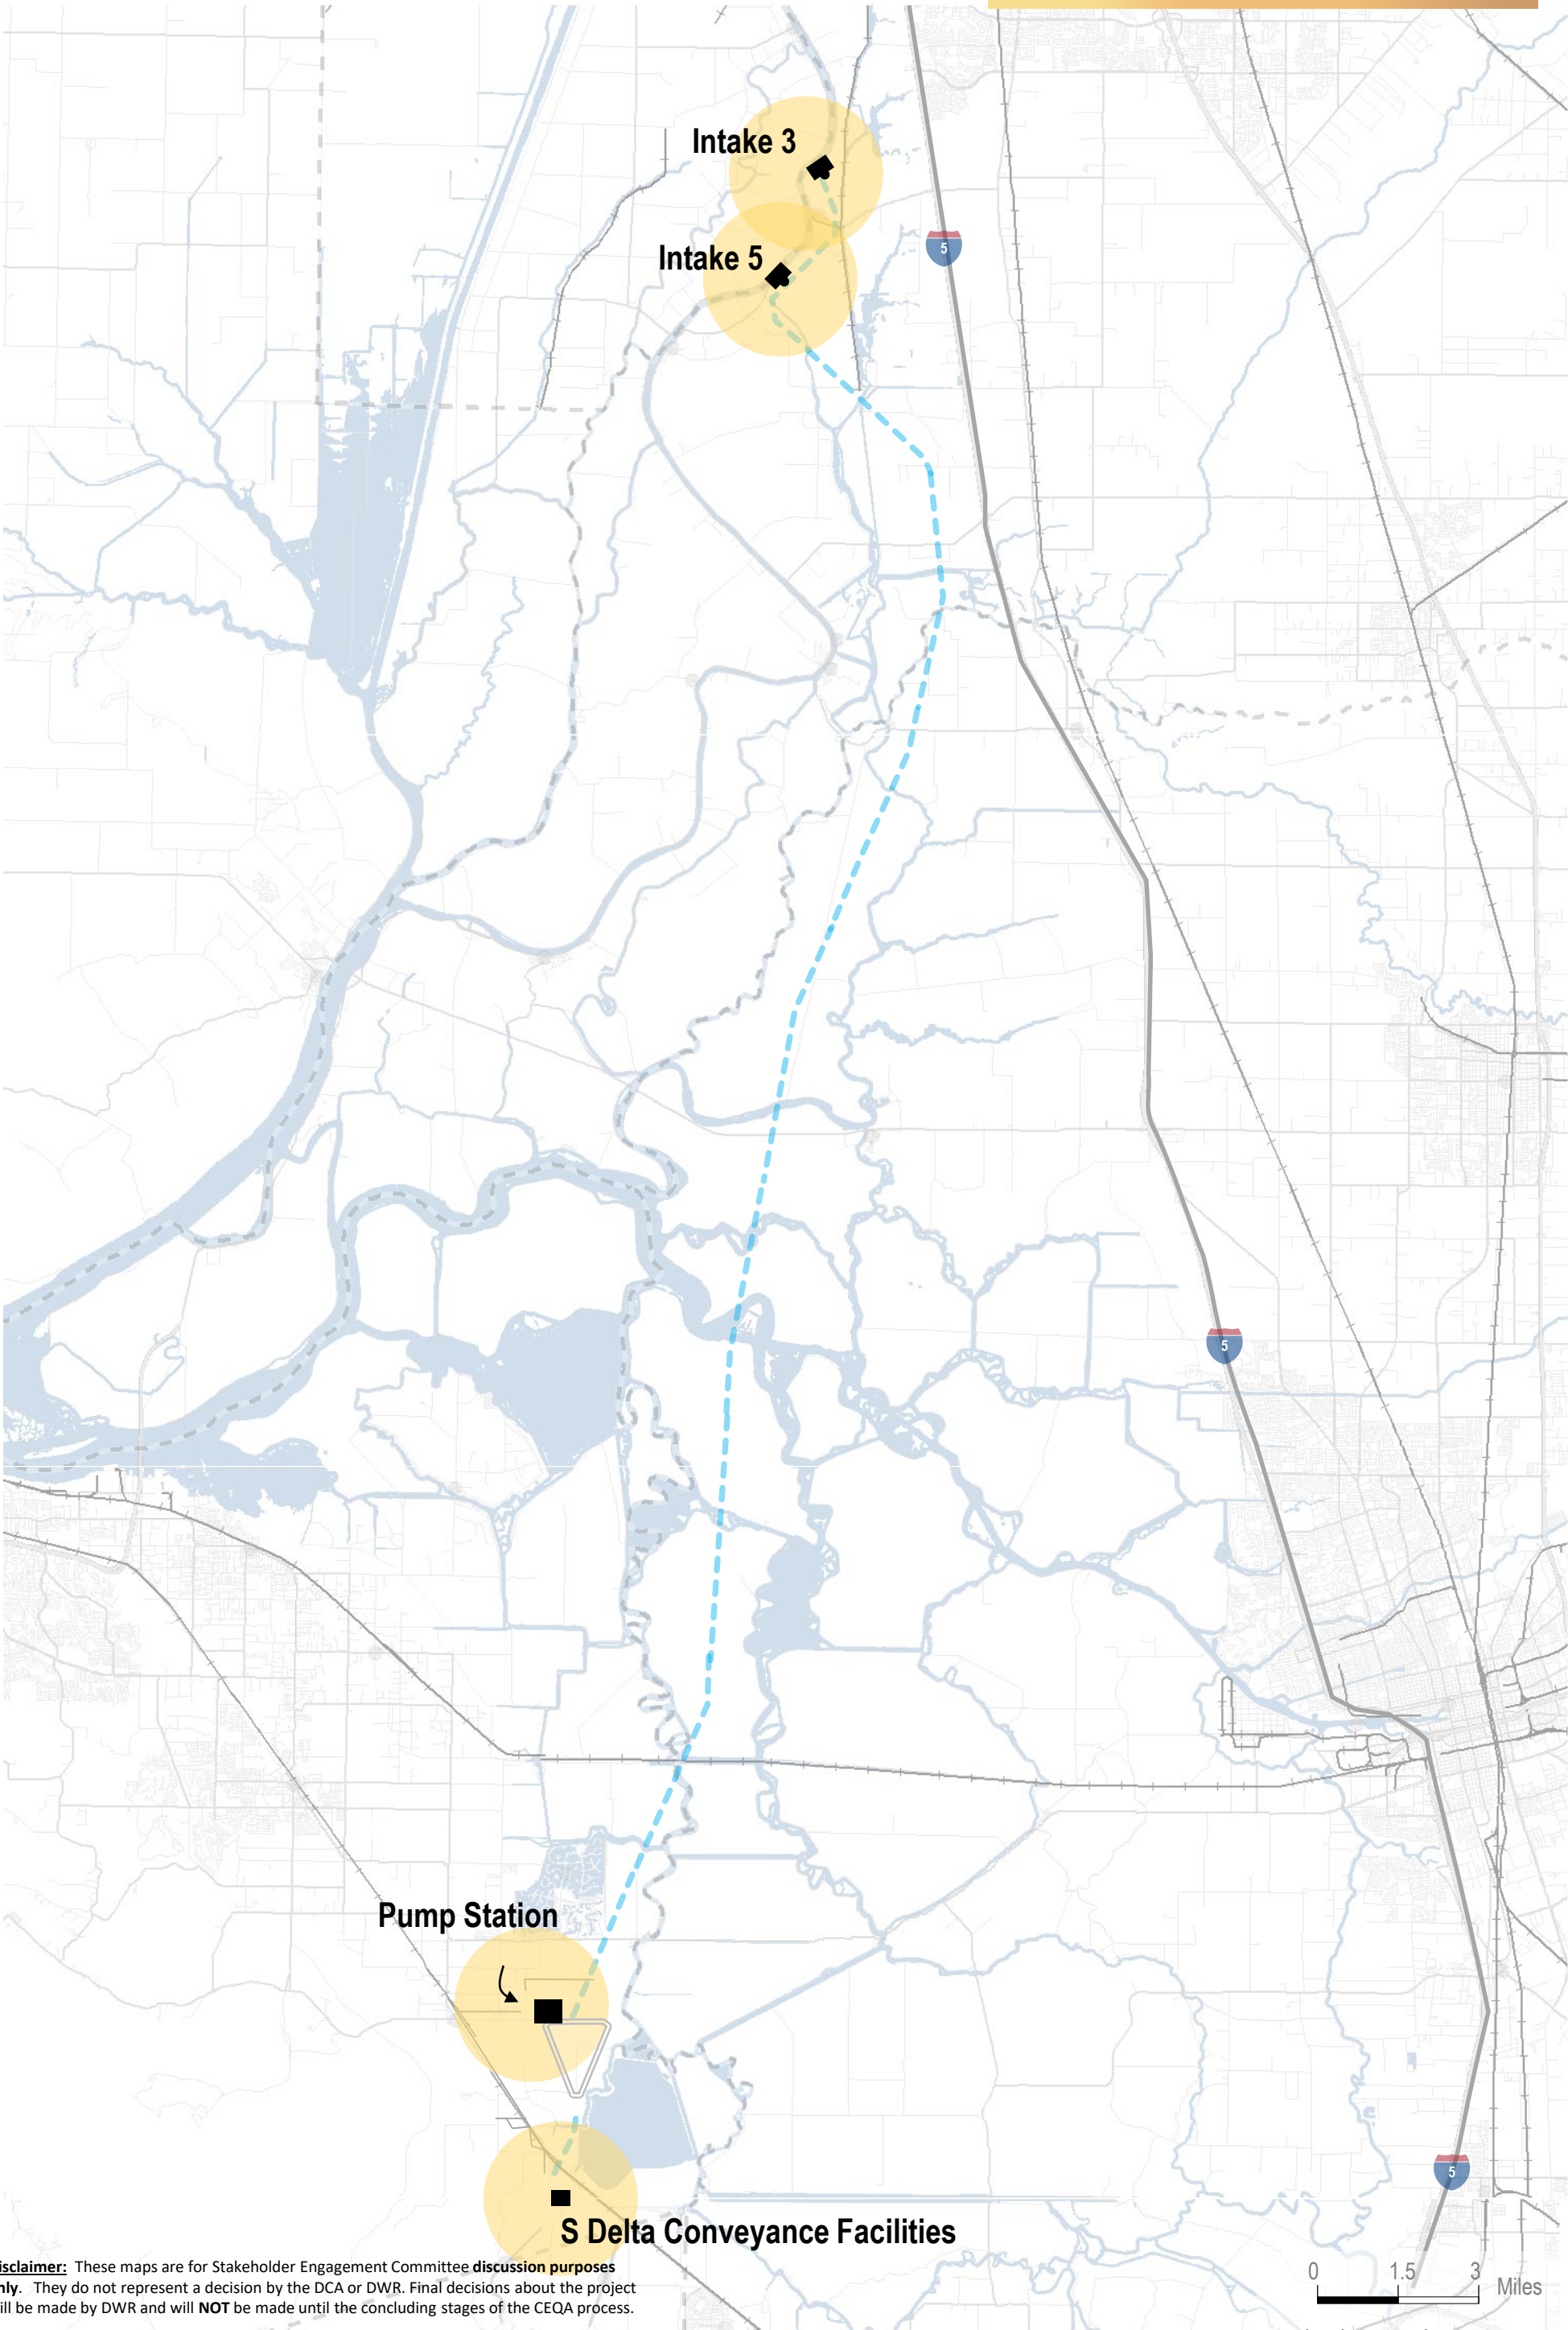 Intake 3
5
Intake 5
5
Pump Station
5
S Delta Conveyance Facilities
isclaimer: These maps are for Stakeholder Engagement Committee discussion purposes
nly. They do not represent a decision by the DCA or DWR. Final decisions about the project
ill be made by DWR and will NOT be made until the concluding stages of the CEQA process.
0 1.5 3
Miles